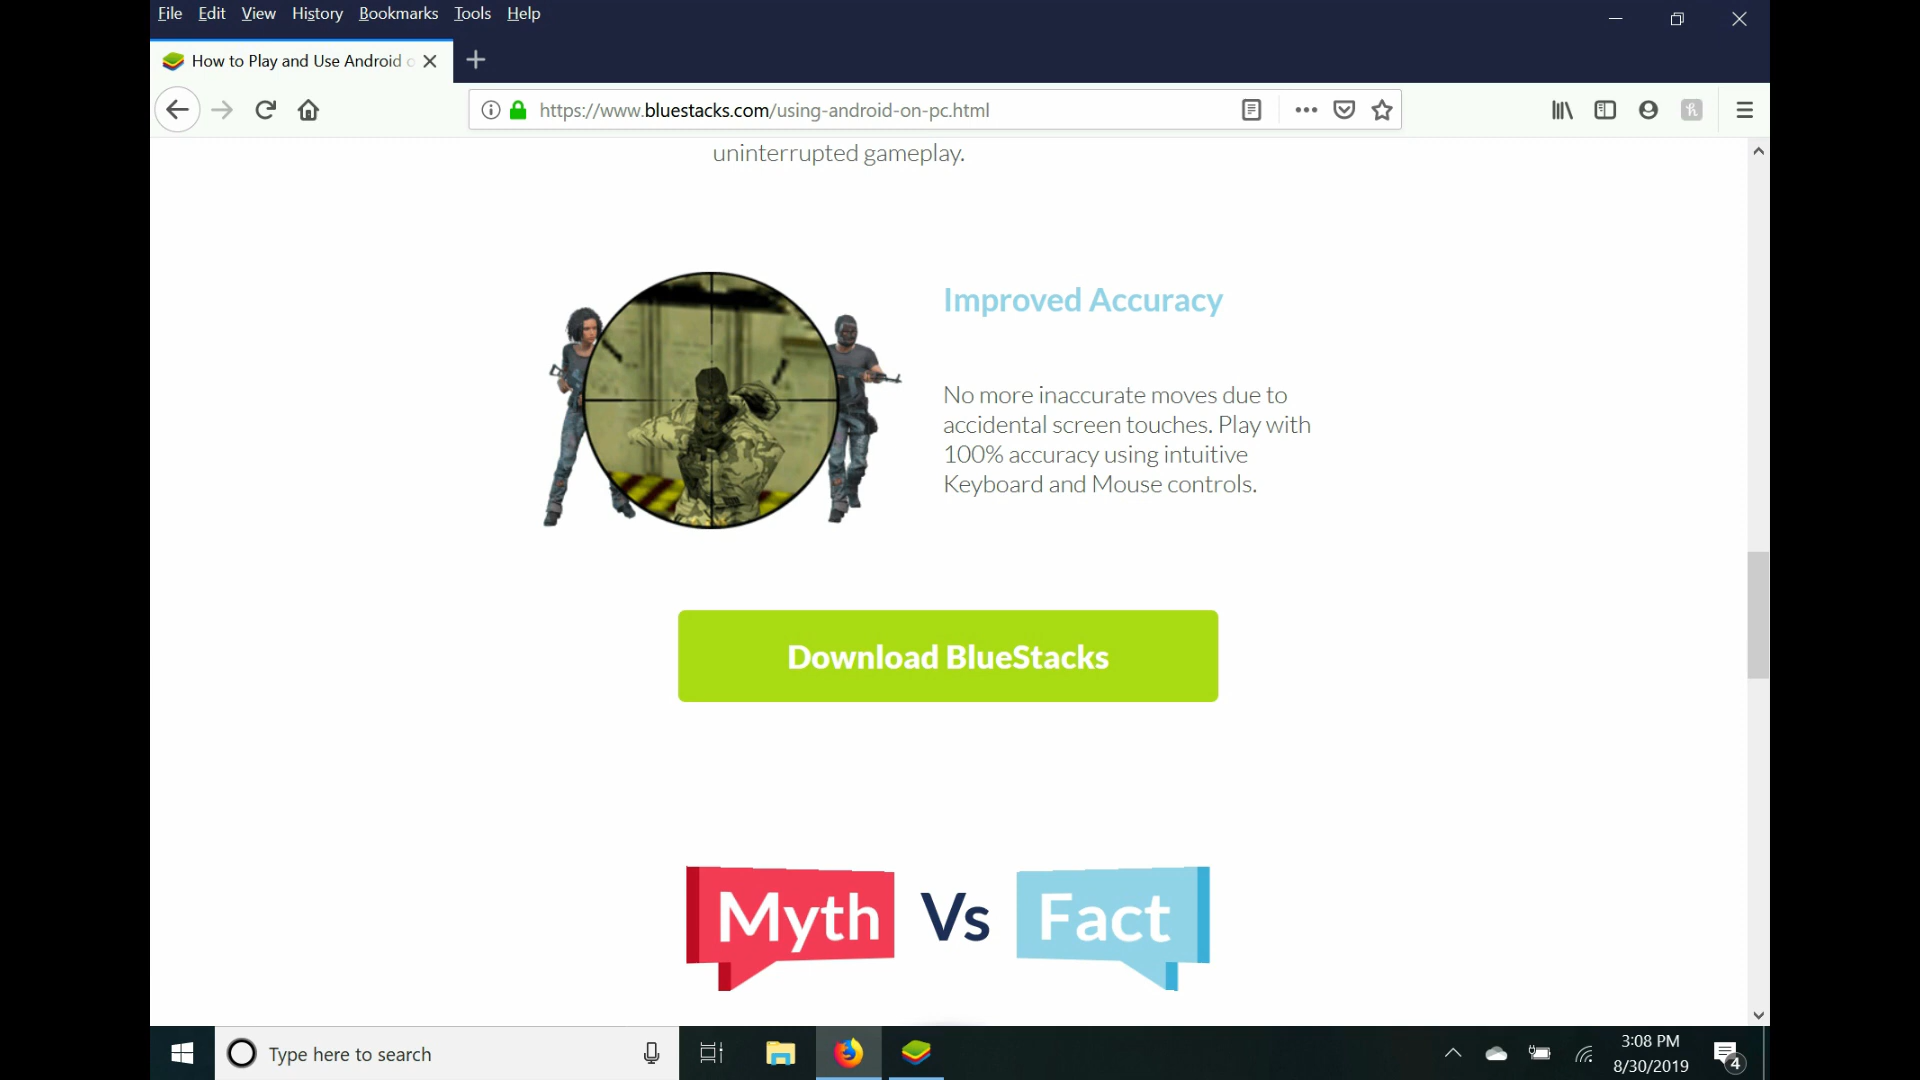 File Edit View History Bookmarks Tools Help
How to Play and Use Android o
https://www.bluestacks.com/using-android-on-pc.html
uninterrupted gameplay.
Improved Accuracy
No more inaccurate moves due to
accidental screen touches. Play with
100% accuracy using intuitive
Keyboard and Mouse controls.
Download BlueStacks
Myth Vs Fact
Type here to search
3:08 PM
8/30/2019
4